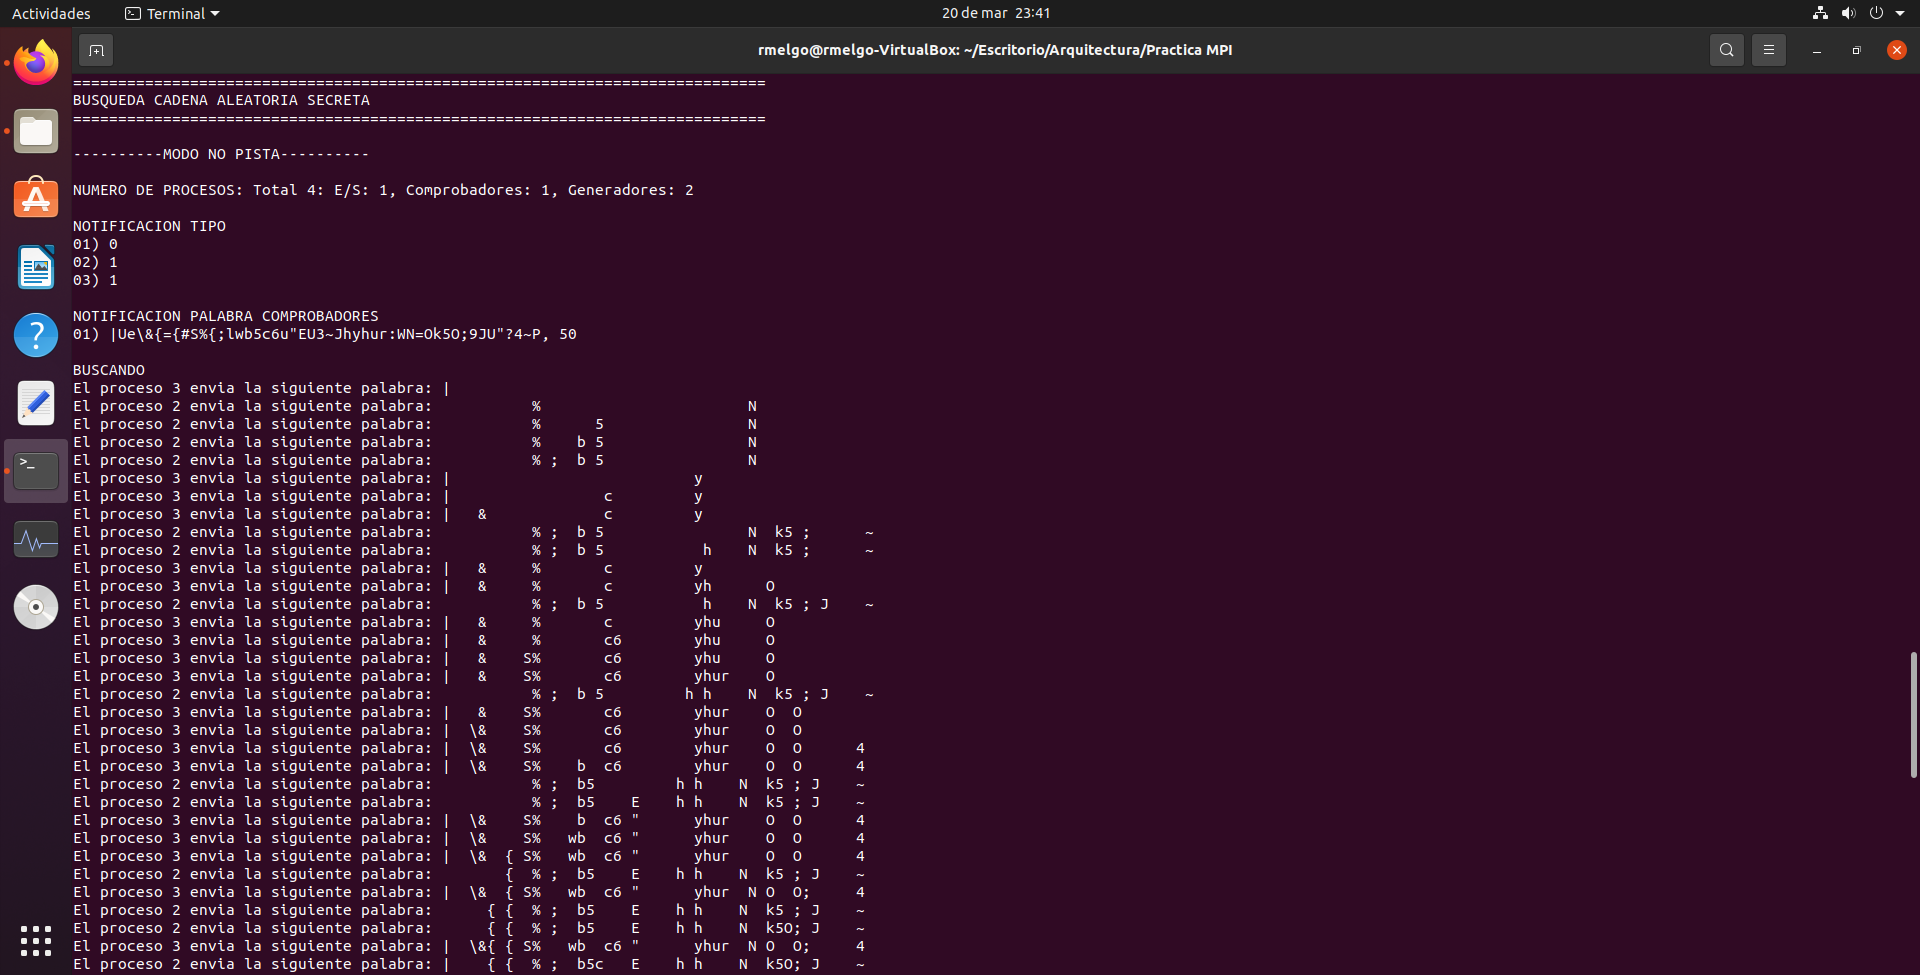 Actividades Terminal 20 de mar 23:41
rmelgo@rmelgo-VirtualBox: ~/Escritorio/Arquitectura/Practica MPI
=============================================================================
BUSQUEDA CADENA ALEATORIA SECRETA
=============================================================================
----------MODO NO PISTA----------
NUMERO DE PROCESOS: Total 4: E/S: 1, Comprobadores: 1, Generadores: 2
NOTIFICACION TIPO
01) 0
02) 1
03) 1
NOTIFICACION PALABRA COMPROBADORES
01) |Ue\&{={#S%{;lwb5c6u"EU3~Jhyhur:WN=Ok5O;9JU"?4~P, 50
BUSCANDO
El proceso 3 envia la siguiente palabra: |
El proceso 2 envia la siguiente palabra:           %                       N
El proceso 2 envia la siguiente palabra:           %      5                N
El proceso 2 envia la siguiente palabra:           %    b 5                N
El proceso 2 envia la siguiente palabra:           % ;  b 5                N
El proceso 3 envia la siguiente palabra: |                           y
El proceso 3 envia la siguiente palabra: |                 c         y
El proceso 3 envia la siguiente palabra: |   &             c         y
El proceso 2 envia la siguiente palabra:           % ;  b 5                N  k5 ;      ~
El proceso 2 envia la siguiente palabra:           % ;  b 5           h    N  k5 ;      ~
El proceso 3 envia la siguiente palabra: |   &     %       c         y
El proceso 3 envia la siguiente palabra: |   &     %       c         yh      O
El proceso 2 envia la siguiente palabra:           % ;  b 5           h    N  k5 ; J    ~
El proceso 3 envia la siguiente palabra: |   &     %       c         yhu     O
El proceso 3 envia la siguiente palabra: |   &     %       c6        yhu     O
El proceso 3 envia la siguiente palabra: |   &    S%       c6        yhu     O
El proceso 3 envia la siguiente palabra: |   &    S%       c6        yhur    O
El proceso 2 envia la siguiente palabra:           % ;  b 5         h h    N  k5 ; J    ~
El proceso 3 envia la siguiente palabra: |   &    S%       c6        yhur    O  O
El proceso 3 envia la siguiente palabra: |  \&    S%       c6        yhur    O  O
El proceso 3 envia la siguiente palabra: |  \&    S%       c6        yhur    O  O      4
El proceso 3 envia la siguiente palabra: |  \&    S%    b  c6        yhur    O  O      4
El proceso 2 envia la siguiente palabra:           % ;  b5         h h    N  k5 ; J    ~
El proceso 2 envia la siguiente palabra:           % ;  b5    E    h h    N  k5 ; J    ~
El proceso 3 envia la siguiente palabra: |  \&    S%    b  c6 "      yhur    O  O      4
El proceso 3 envia la siguiente palabra: |  \&    S%   wb  c6 "      yhur    O  O      4
El proceso 3 envia la siguiente palabra: |  \&  { S%   wb  c6 "      yhur    O  O      4
El proceso 2 envia la siguiente palabra:        {  % ;  b5    E    h h    N  k5 ; J    ~
El proceso 3 envia la siguiente palabra: |  \&  { S%   wb  c6 "      yhur  N O  O;     4
El proceso 2 envia la siguiente palabra:      { {  % ;  b5    E    h h    N  k5 ; J    ~
El proceso 2 envia la siguiente palabra:      { {  % ;  b5    E    h h    N  k5O; J    ~
El proceso 3 envia la siguiente palabra: |  \&{ { S%   wb  c6 "      yhur  N O  O;     4
El proceso 2 envia la siguiente palabra: |    { {  % ;  b5c   E    h h    N  k5O; J    ~